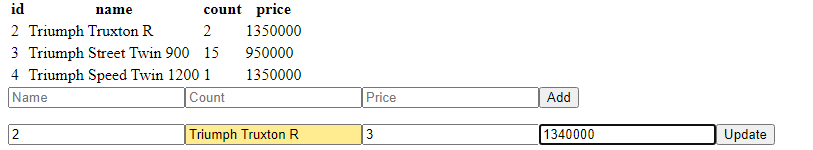 id name count price
2 Triumph Truxton R 2 1350000
3 Triumph Street Twin 900 15 950000
4 Triumph Speed Twin 1200 1 1350000
Name Count Price Add
2 Triumph Truxton R 3 1340000 Update